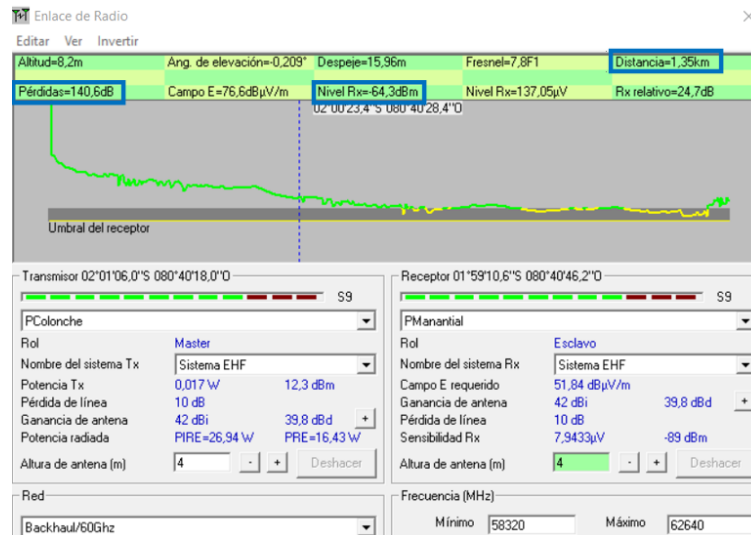 Enlace de Radio
Editar Ver Invertir
Altitud=8,2m Ang. de elevación=-0,209° Despeje=15,96m Fresnel=7,8F1 Distancia=1,35km
Pérdidas=140,6dB Campo E=76,6dBµV/m Nivel Rx=-64,3dBm Nivel Rx=137,05µV Rx relativo=24,7dB
02°00'23,4"S 080°40'28,4"O
Umbral del receptor
Transmisor 02°01'06,0"S 080°40'18,0"O
S9
PColonche
Rol Master
Nombre del sistema Tx Sistema EHF
Potencia Tx 0,017 W 12,3 dBm
Pérdida de línea 10 dB
Ganancia de antena 42 dBi 39,8 dBd +
Potencia radiada PIRE=26,94 W PRE=16,43 W
Altura de antena (m) 4 - + Deshacer
Red
Backhaul/60Ghz
Receptor 01°59'10,6"S 080°40'46,2"O
S9
PManantial
Rol Esclavo
Nombre del sistema Rx Sistema EHF
Campo E requerido 51,84 dBµV/m
Ganancia de antena 42 dBi 39,8 dBd +
Pérdida de línea 10 dB
Sensibilidad Rx 7,9433µV -89 dBm
Altura de antena (m) 4 - + Deshacer
Frecuencia (MHz)
Mínimo 58320 Máximo 62640